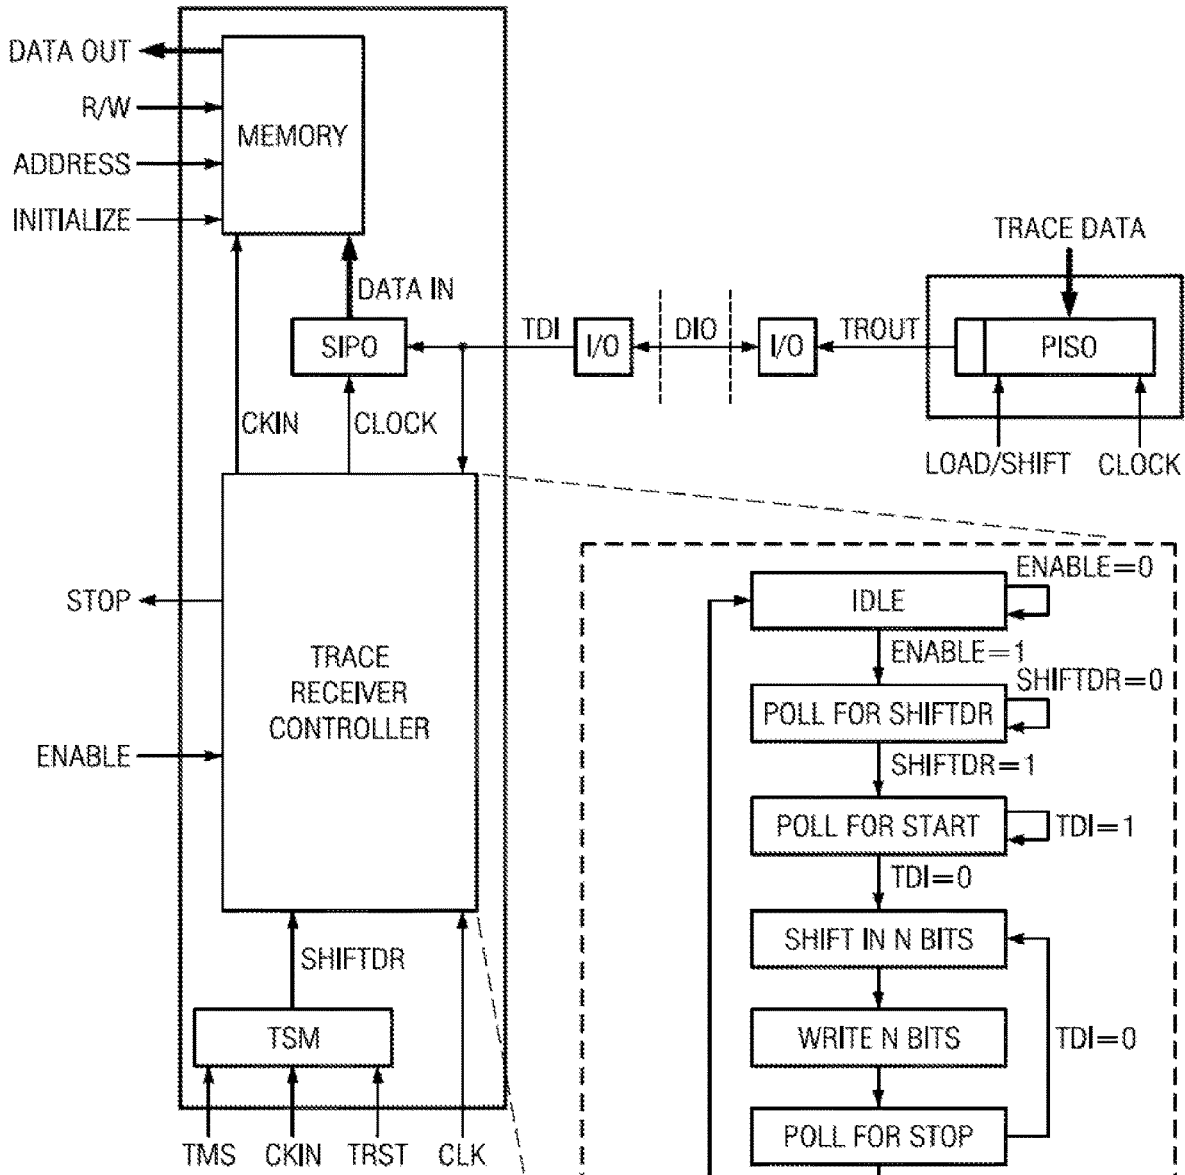 DATA OUT
R/W
ADDRESS
INITIALIZE
MEMORY
DATA IN
SIPO
CKIN
CLOCK
TDI
I/O
DIO
I/O
TROUT
TRACE DATA
PISO
LOAD/SHIFT
CLOCK
STOP
ENABLE
TRACE
RECEIVER
CONTROLLER
SHIFTDR
TSM
TMS
CKIN
TRST
CLK
IDLE
ENABLE=0
ENABLE=1
POLL FOR SHIFTDR
SHIFTDR=0
SHIFTDR=1
POLL FOR START
TDI=1
TDI=0
SHIFT IN N BITS
WRITE N BITS
TDI=0
POLL FOR STOP